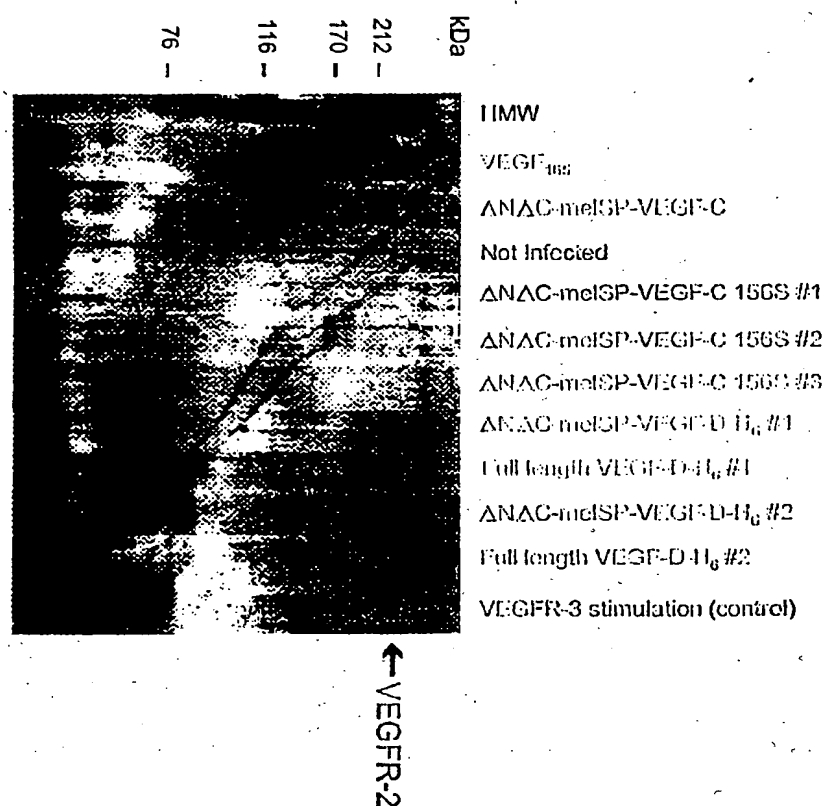 kDa
212
170
116
76
HMW
VEGF165
ΔNΔC-melSP-VEGF-C
Not Infected
ΔNΔC-melSP-VEGF-C 156S #1
ΔNΔC-melSP-VEGF-C 156S #2
ΔNΔC-melSP-VEGF-C 156S #3
ΔNΔC-melSP-VEGF-D-H6 #1
Full length VEGF-D-H6 #1
ΔNΔC-melSP-VEGF-D-H6 #2
Full length VEGF-D-H6 #2
VEGFR-3 stimulation (control)
←VEGFR-2